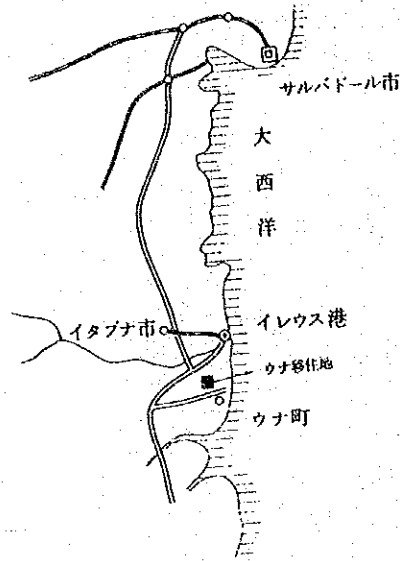 サルバドール市
大西洋
イタブナ市
イレウス港
ウナ移住地
ウナ町